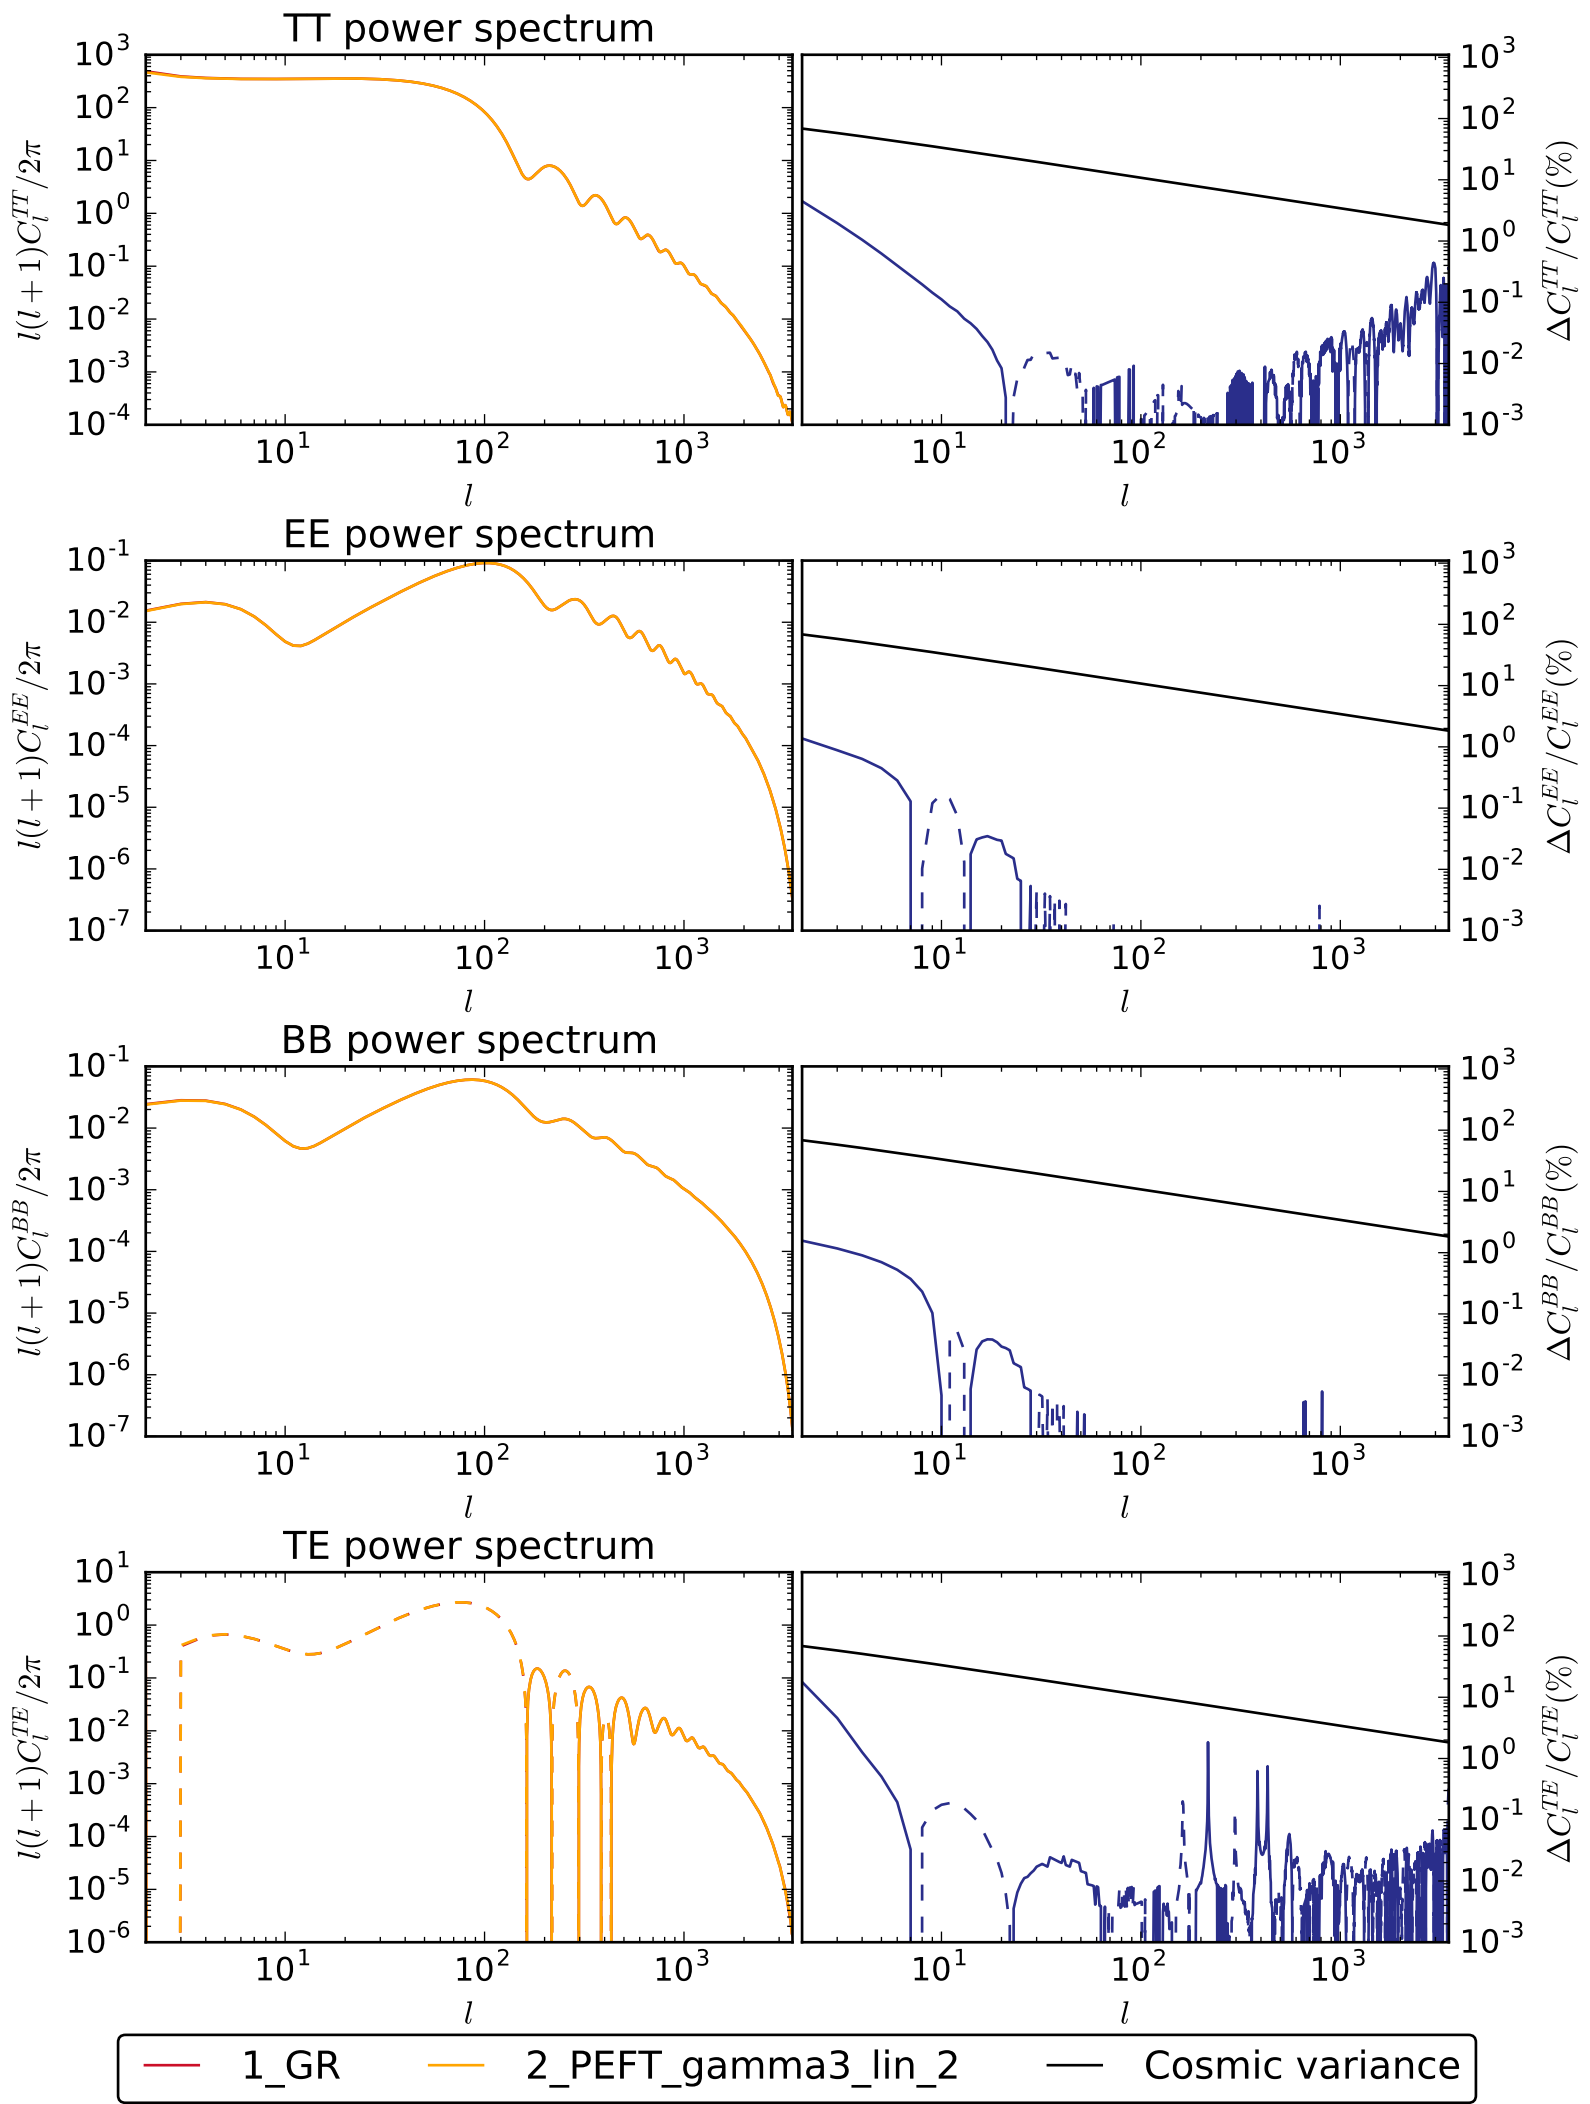 TT power spectrum
10^3
10^2
10^1
10^0
10^-1
10^-2
10^-3
10^-4
l(l + 1)C_l^{TT}/2π
10^1 10^2 10^3
l
10^3
10^2
10^1
10^0
10^-1
10^-2
10^-3
ΔC_l^{TT}/C_l^{TT}(%)
10^1 10^2 10^3
l
EE power spectrum
10^-1
10^-2
10^-3
10^-4
10^-5
10^-6
10^-7
l(l + 1)C_l^{EE}/2π
10^1 10^2 10^3
l
10^3
10^2
10^1
10^0
10^-1
10^-2
10^-3
ΔC_l^{EE}/C_l^{EE}(%)
10^1 10^2 10^3
l
BB power spectrum
10^-1
10^-2
10^-3
10^-4
10^-5
10^-6
10^-7
l(l + 1)C_l^{BB}/2π
10^1 10^2 10^3
l
10^3
10^2
10^1
10^0
10^-1
10^-2
10^-3
ΔC_l^{BB}/C_l^{BB}(%)
10^1 10^2 10^3
l
TE power spectrum
10^1
10^0
10^-1
10^-2
10^-3
10^-4
10^-5
10^-6
l(l + 1)C_l^{TE}/2π
10^1 10^2 10^3
l
10^3
10^2
10^1
10^0
10^-1
10^-2
10^-3
ΔC_l^{TE}/C_l^{TE}(%)
10^1 10^2 10^3
l
1_GR 2_PEFT_gamma3_lin_2 Cosmic variance